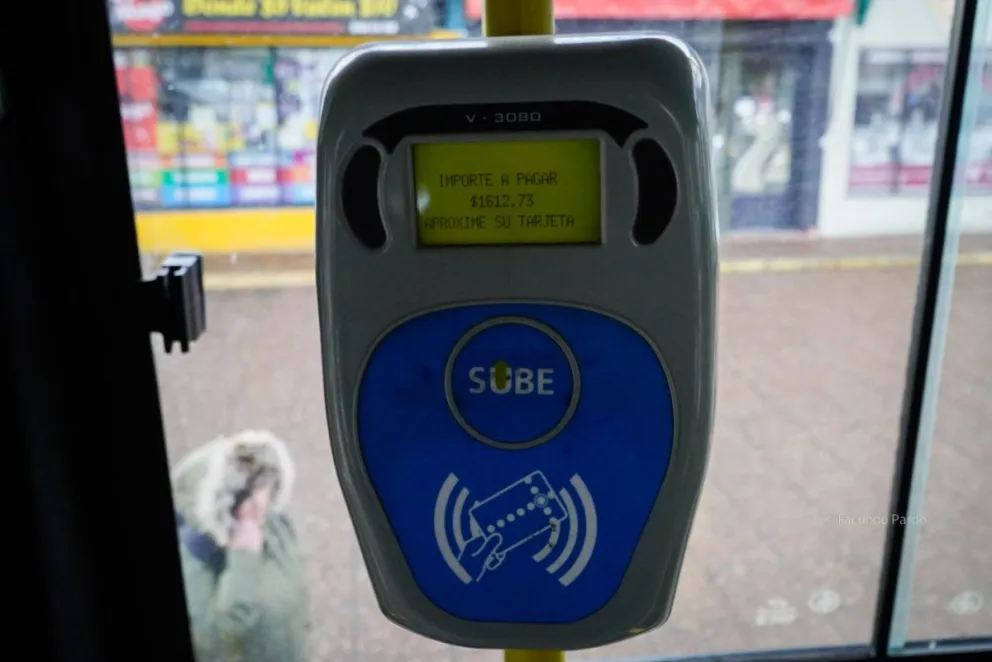 V - 3080
IMPORTE A PAGAR
$1612.73
APROXIME SU TARJETA
SUBE
Facundo Pardo